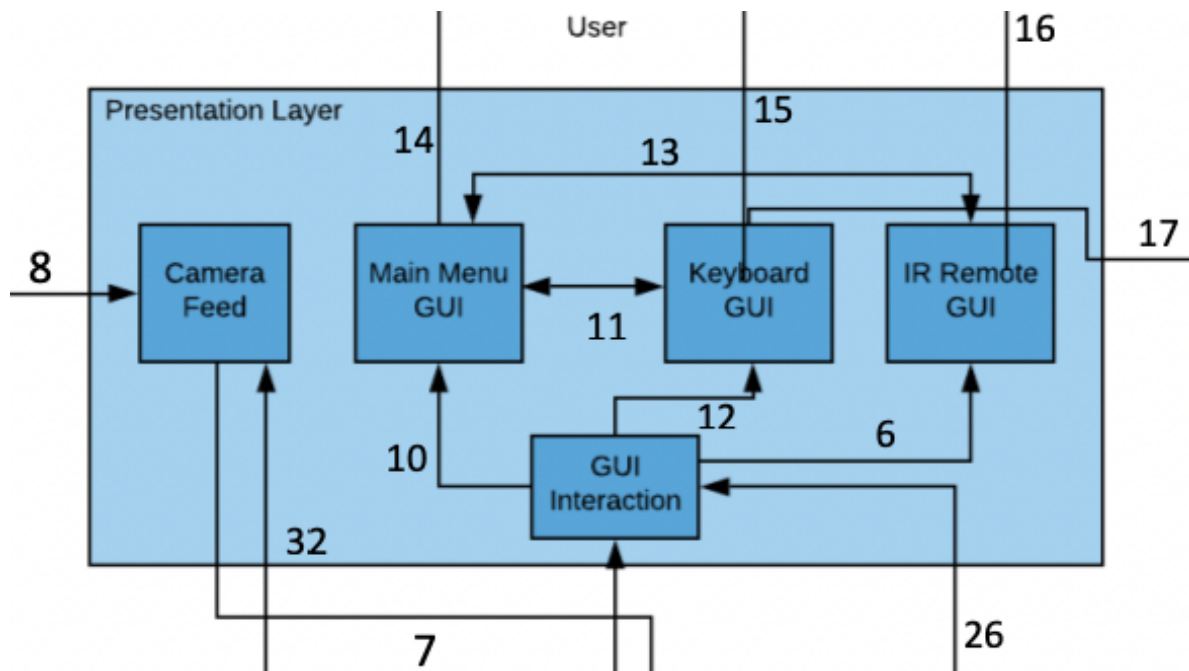 User
16
Presentation Layer
15
14
13
17
8
Camera
Feed
Main Menu
GUI
Keyboard
GUI
IR Remote
GUI
11
12
6
10
GUI
Interaction
32
26
7